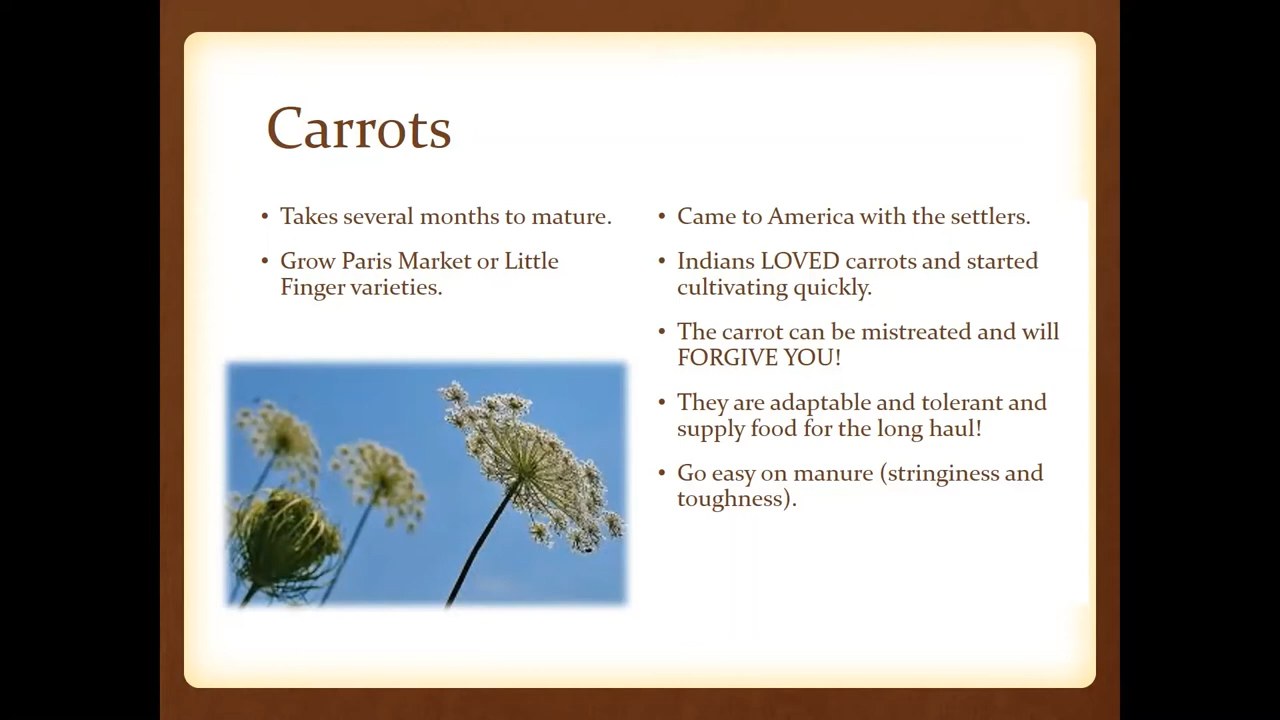 Carrots
• Takes several months to mature.
• Grow Paris Market or Little
Finger varieties.
• Came to America with the settlers.
• Indians LOVED carrots and started
cultivating quickly.
• The carrot can be mistreated and will
FORGIVE YOU!
• They are adaptable and tolerant and
supply food for the long haul!
• Go easy on manure (stringiness and
toughness).